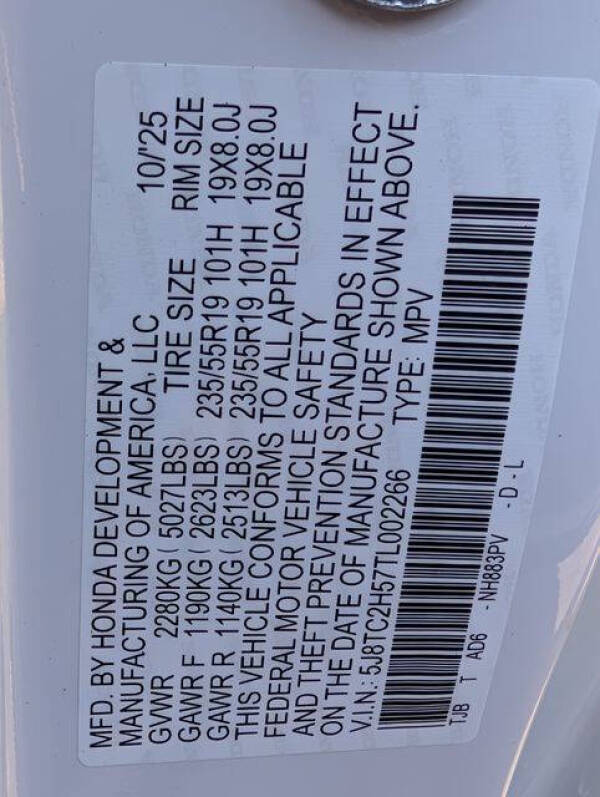 MFD. BY HONDA DEVELOPMENT &
MANUFACTURING OF AMERICA, LLC 10/'25
GVWR 2280KG ( 5027LBS) TIRE SIZE RIM SIZE
GAWR F 1190KG ( 2623LBS) 235/55R19 101H 19X8.0J
GAWR R 1140KG ( 2513LBS) 235/55R19 101H 19X8.0J
THIS VEHICLE CONFORMS TO ALL APPLICABLE
FEDERAL MOTOR VEHICLE SAFETY
AND THEFT PREVENTION STANDARDS IN EFFECT
ON THE DATE OF MANUFACTURE SHOWN ABOVE.
V.I.N.: 5J8TC2H57TL002266 TYPE: MPV
TJB T AD6 -NH883PV -D-L